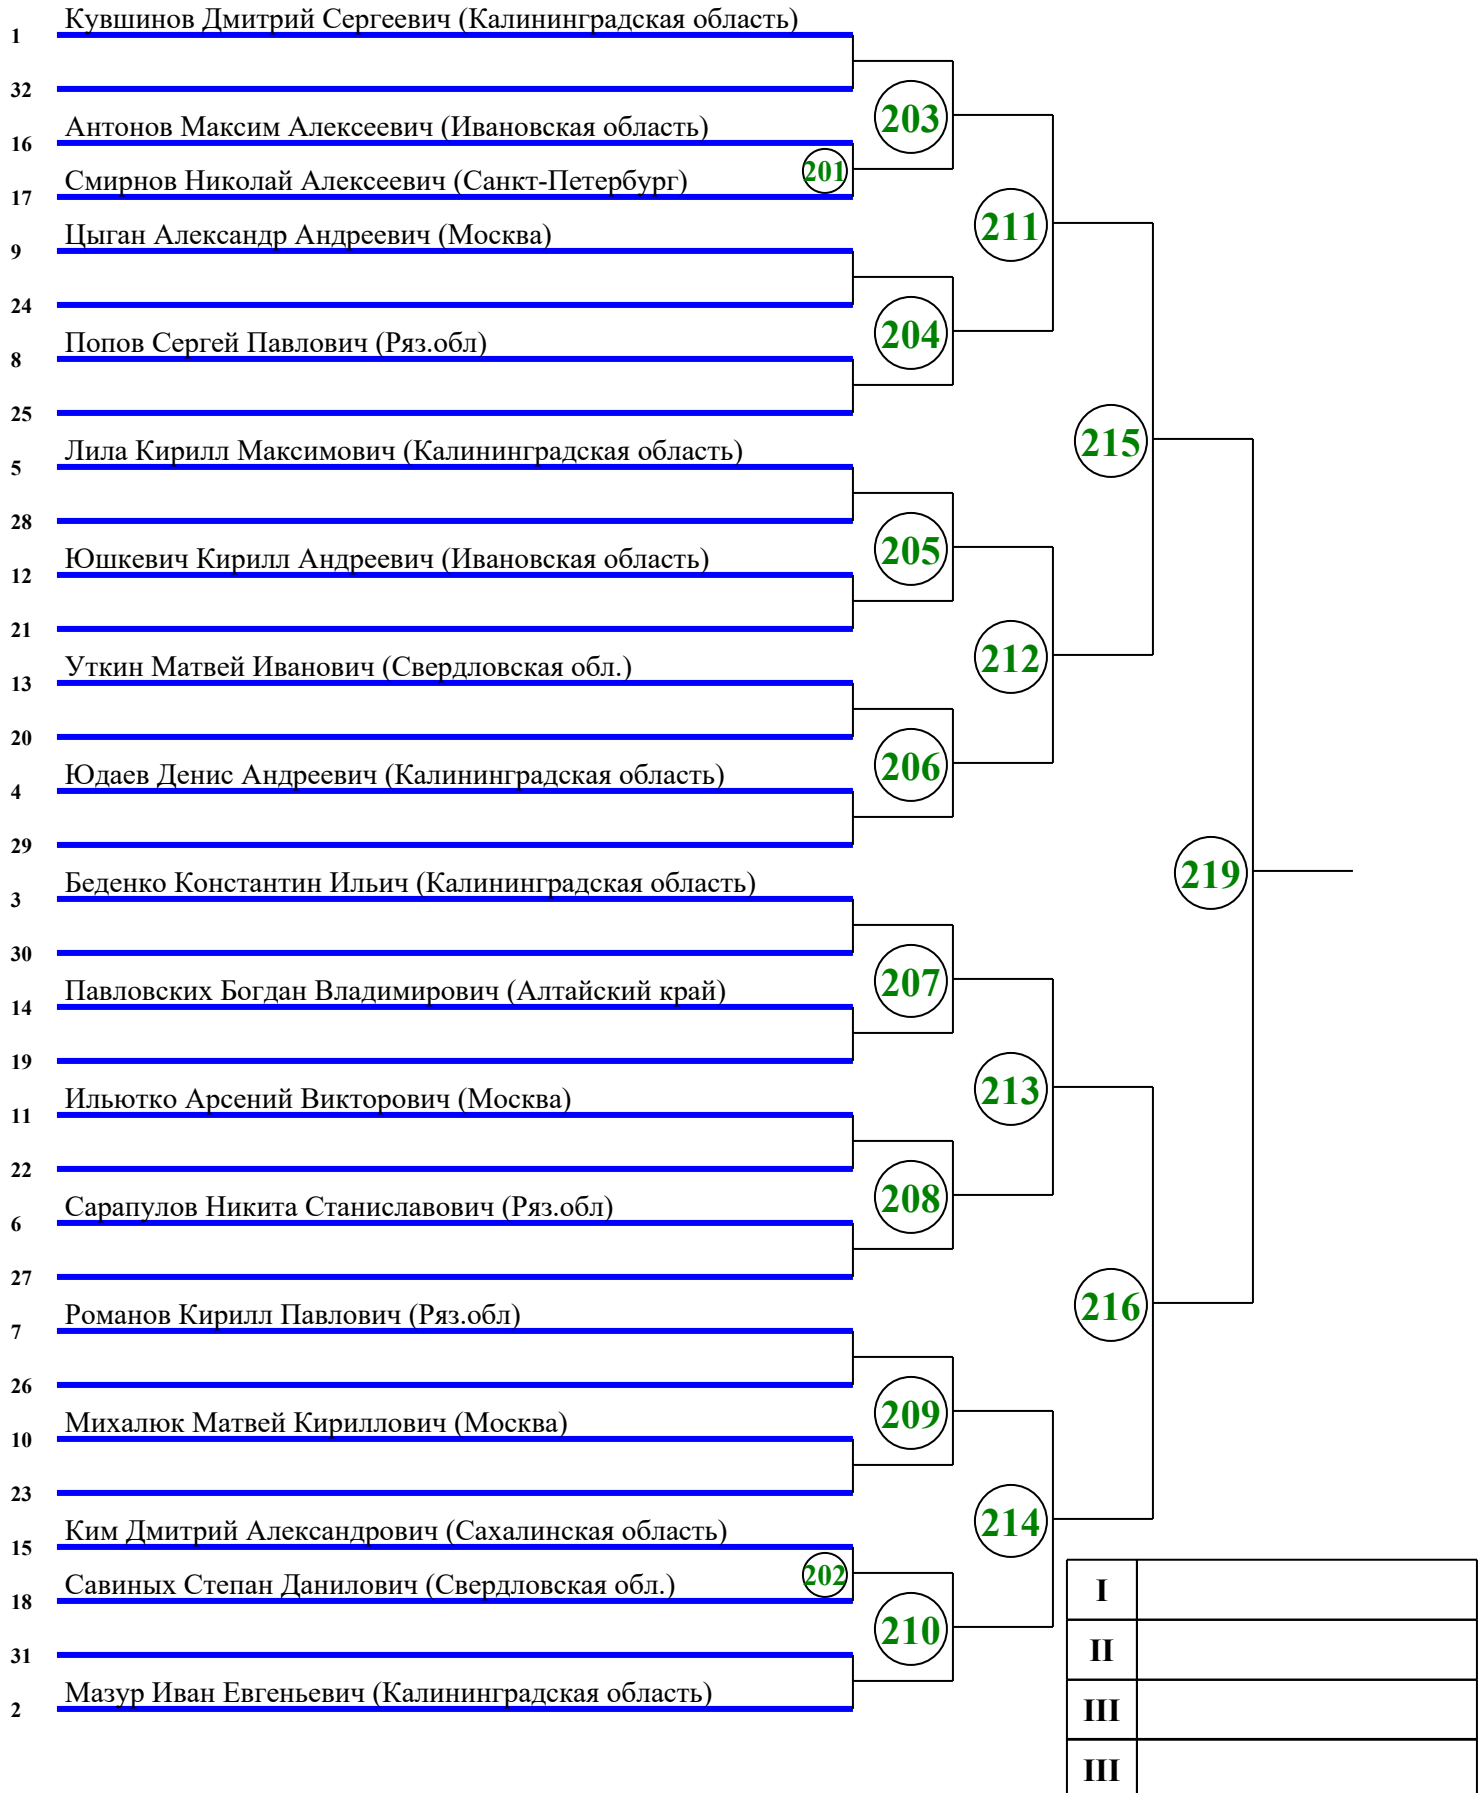 Кувшинов Дмитрий Сергеевич (Калининградская область)
1
32
203
Антонов Максим Алексеевич (Ивановская область)
16
201
Смирнов Николай Алексеевич (Санкт-Петербург)
17
211
Цыган Александр Андреевич (Москва)
9
24
204
Попов Сергей Павлович (Ряз.обл)
8
25
215
Лила Кирилл Максимович (Калининградская область)
5
28
205
Юшкевич Кирилл Андреевич (Ивановская область)
12
21
212
Уткин Матвей Иванович (Свердловская обл.)
13
20
206
Юдаев Денис Андреевич (Калининградская область)
4
29
219
Беденко Константин Ильич (Калининградская область)
3
30
207
Павловских Богдан Владимирович (Алтайский край)
14
19
213
Ильютко Арсений Викторович (Москва)
11
22
208
Сарапулов Никита Станиславович (Ряз.обл)
6
27
216
Романов Кирилл Павлович (Ряз.обл)
7
26
209
Михалюк Матвей Кириллович (Москва)
10
23
214
Ким Дмитрий Александрович (Сахалинская область)
15
202
Савиных Степан Данилович (Свердловская обл.)
18
210
31
Мазур Иван Евгеньевич (Калининградская область)
2
I
II
III
III